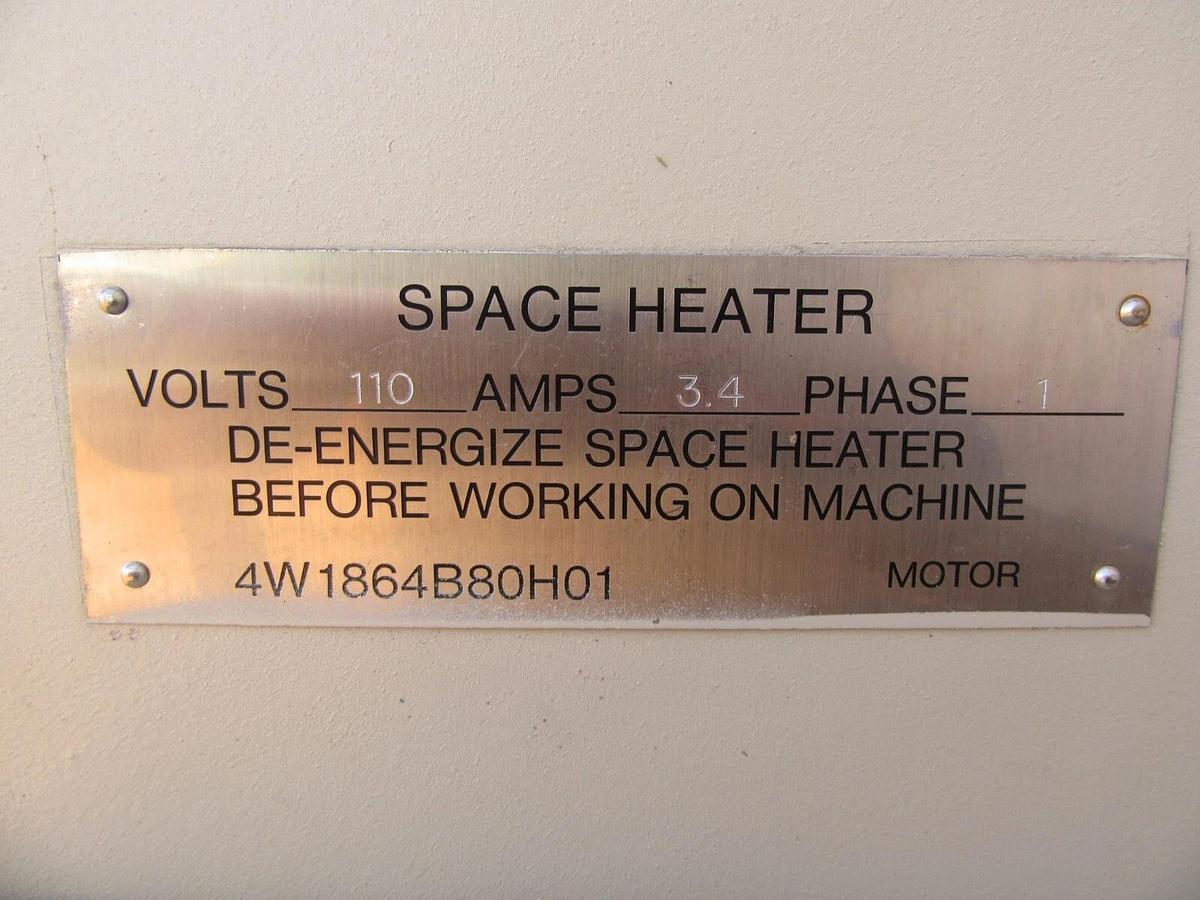 SPACE HEATER
VOLTS 110 AMPS 3.4 PHASE 1
DE-ENERGIZE SPACE HEATER
BEFORE WORKING ON MACHINE
4W1864B80H01 MOTOR